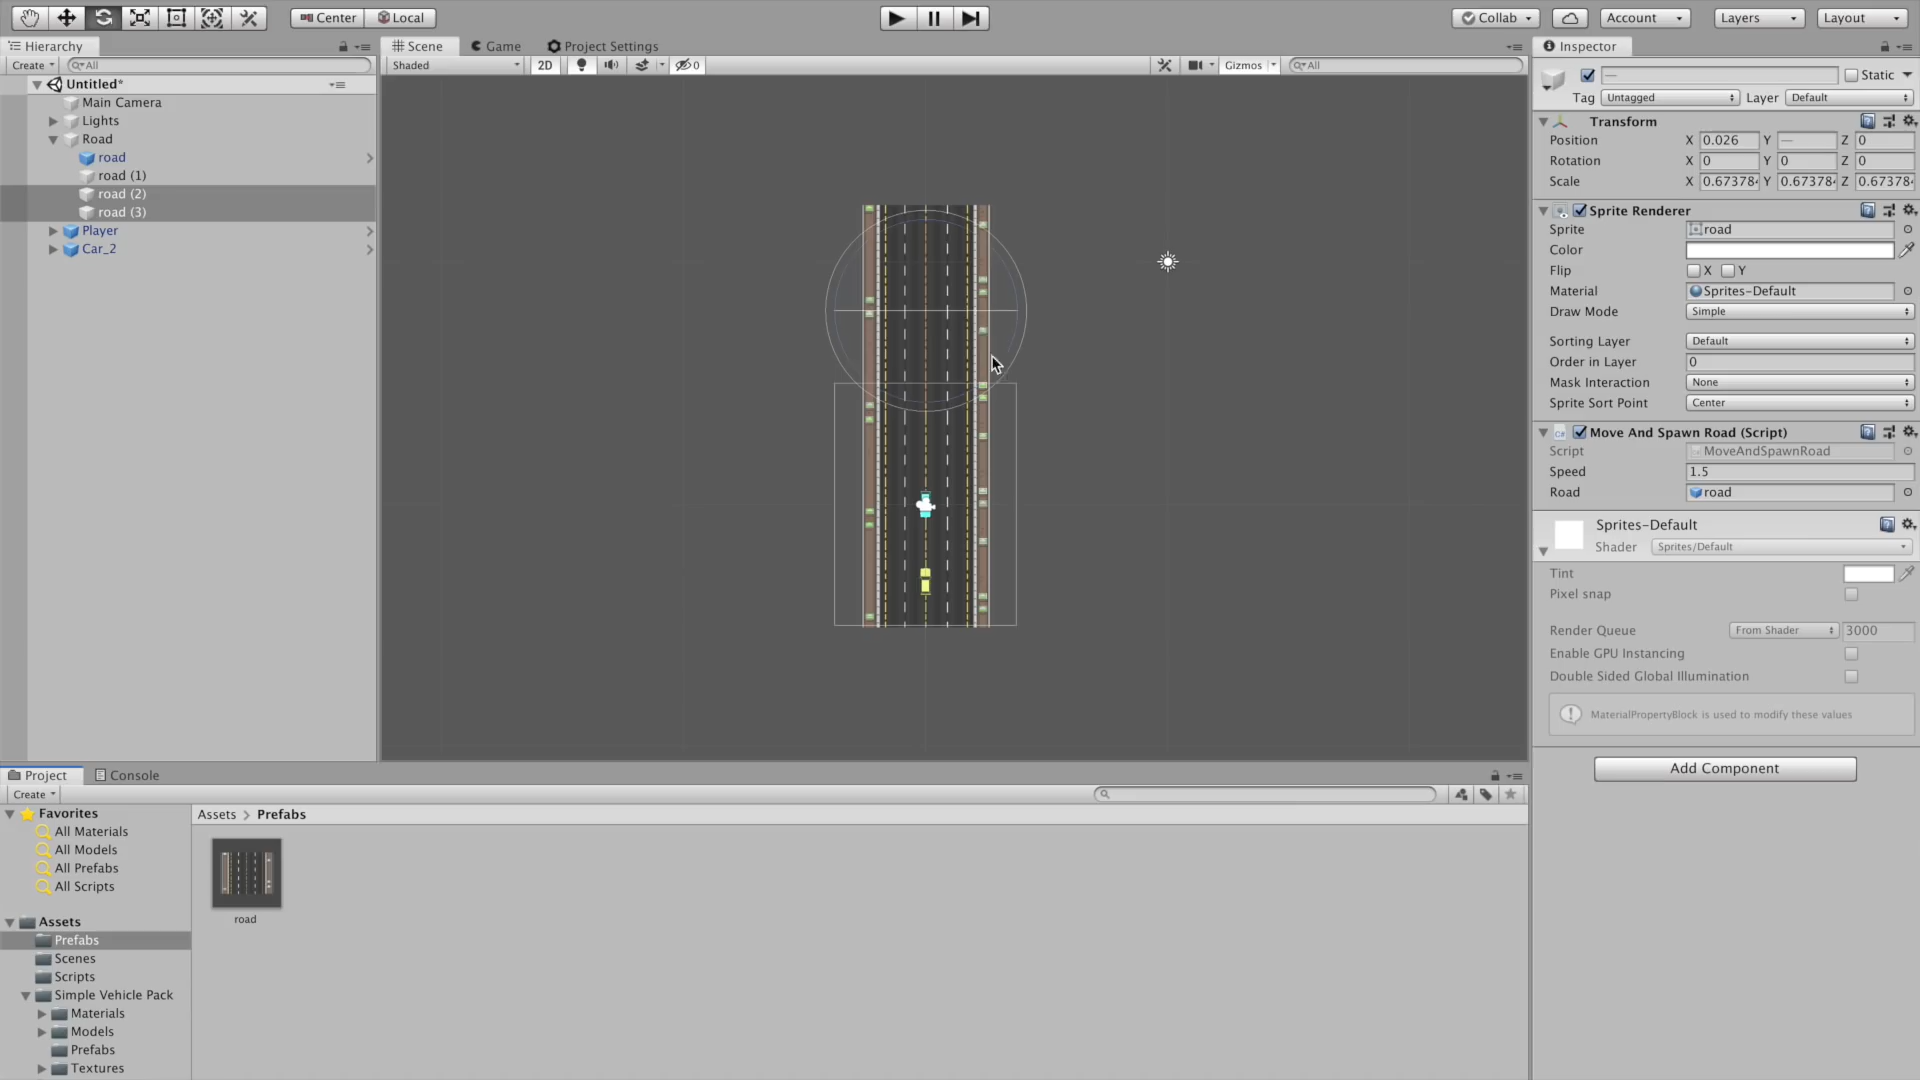 Center Local
Collab Account Layers Layout
Hierarchy
Create All
Untitled*
Main Camera
Lights
Road
road
road (1)
road (2)
road (3)
Player
Car_2
Scene Game Project Settings
Shaded 2D 0 Gizmos All
Inspector
— Static
Tag Untagged Layer Default
Transform
Position X 0.026 Y — Z 0
Rotation X 0 Y 0 Z 0
Scale X 0.67378 Y 0.67378 Z 0.67378
Sprite Renderer
Sprite road
Color
Flip X Y
Material Sprites-Default
Draw Mode Simple
Sorting Layer Default
Order in Layer 0
Mask Interaction None
Sprite Sort Point Center
Move And Spawn Road (Script)
Script MoveAndSpawnRoad
Speed 1.5
Road road
Sprites-Default
Shader Sprites/Default
Tint
Pixel snap
Render Queue From Shader 3000
Enable GPU Instancing
Double Sided Global Illumination
MaterialPropertyBlock is used to modify these values
Add Component
Project Console
Create
Favorites
All Materials
All Models
All Prefabs
All Scripts
Assets
Prefabs
Scenes
Scripts
Simple Vehicle Pack
Materials
Models
Prefabs
Textures
Assets > Prefabs
road